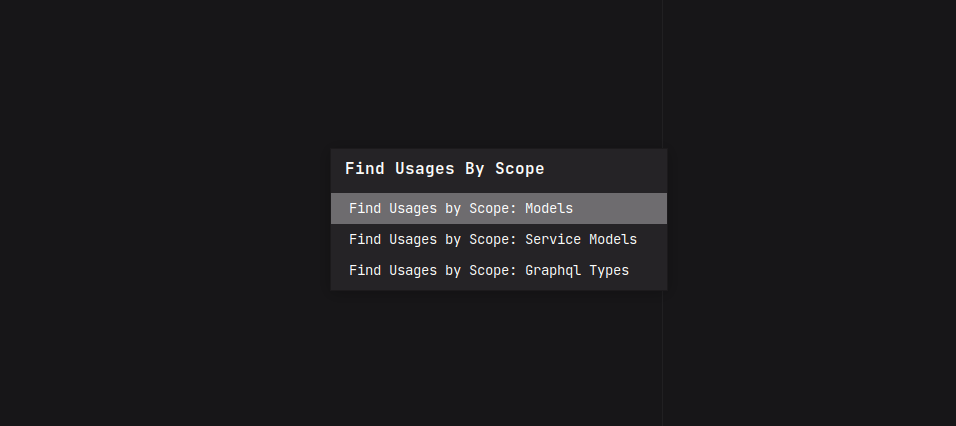 Find Usages By Scope
Find Usages by Scope: Models
Find Usages by Scope: Service Models
Find Usages by Scope: Graphql Types